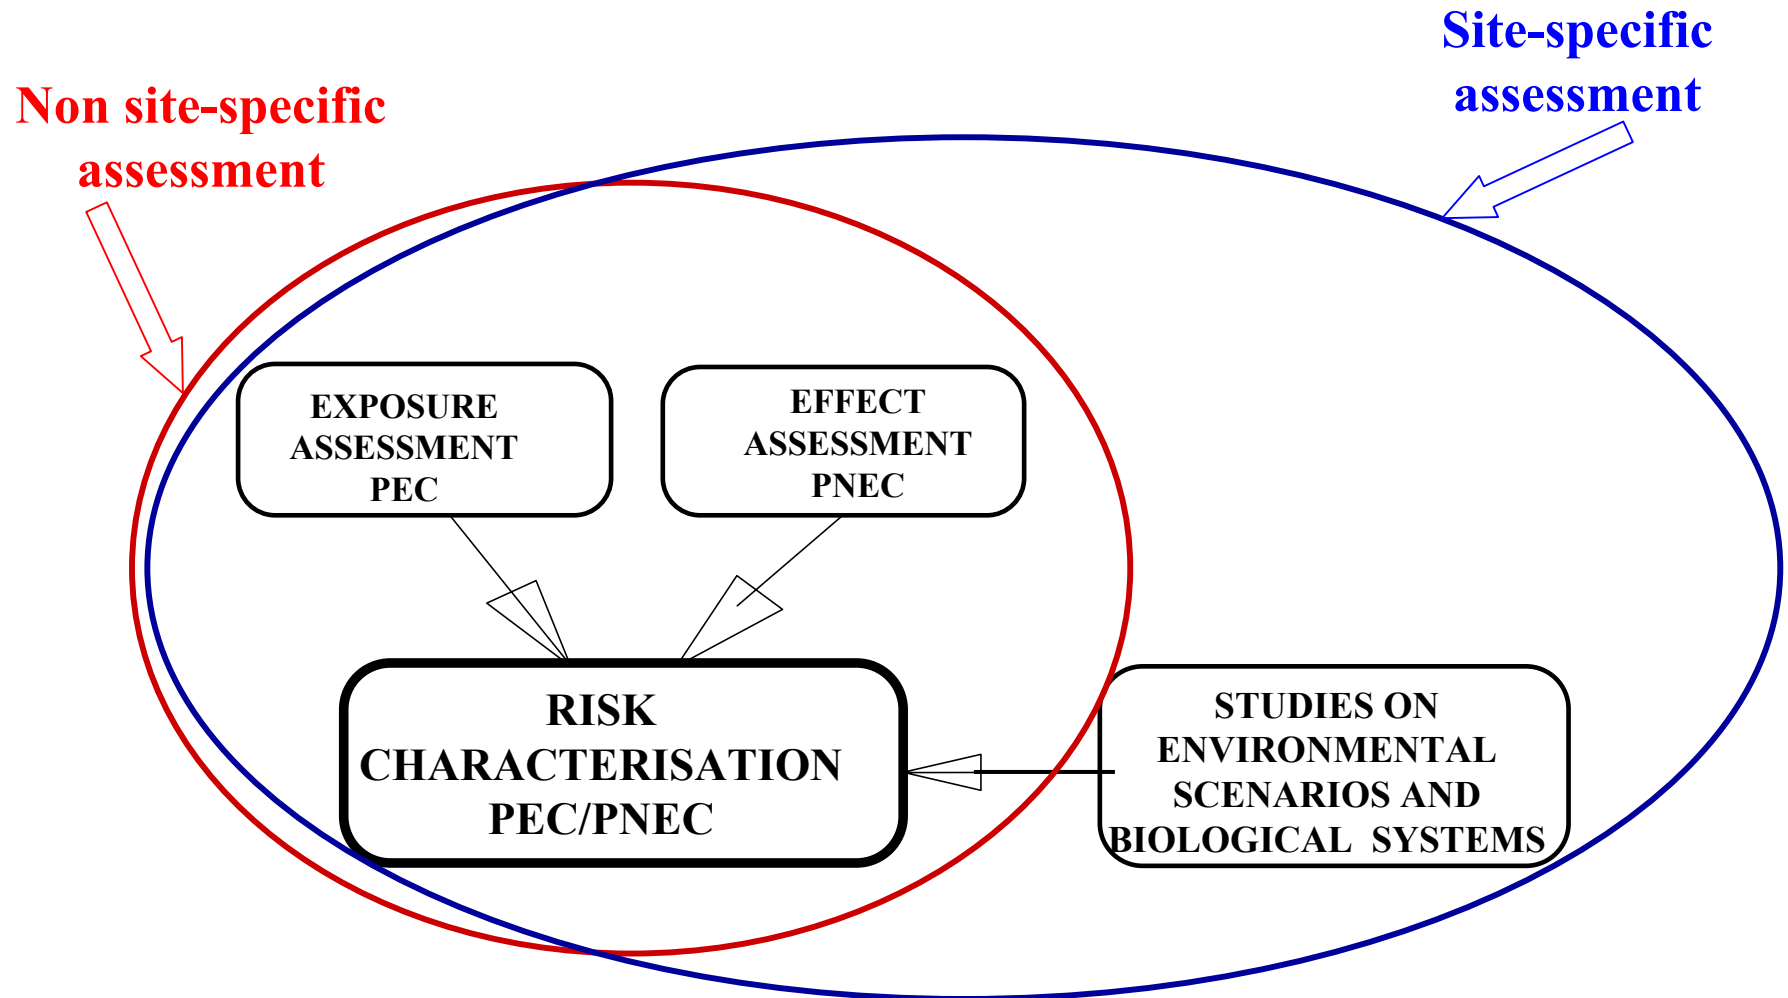 Site-specific
assessment
Non site-specific
assessment
EXPOSURE
ASSESSMENT
PEC
EFFECT
ASSESSMENT
PNEC
RISK
CHARACTERISATION
PEC/PNEC
STUDIES ON
ENVIRONMENTAL
SCENARIOS AND
BIOLOGICAL SYSTEMS